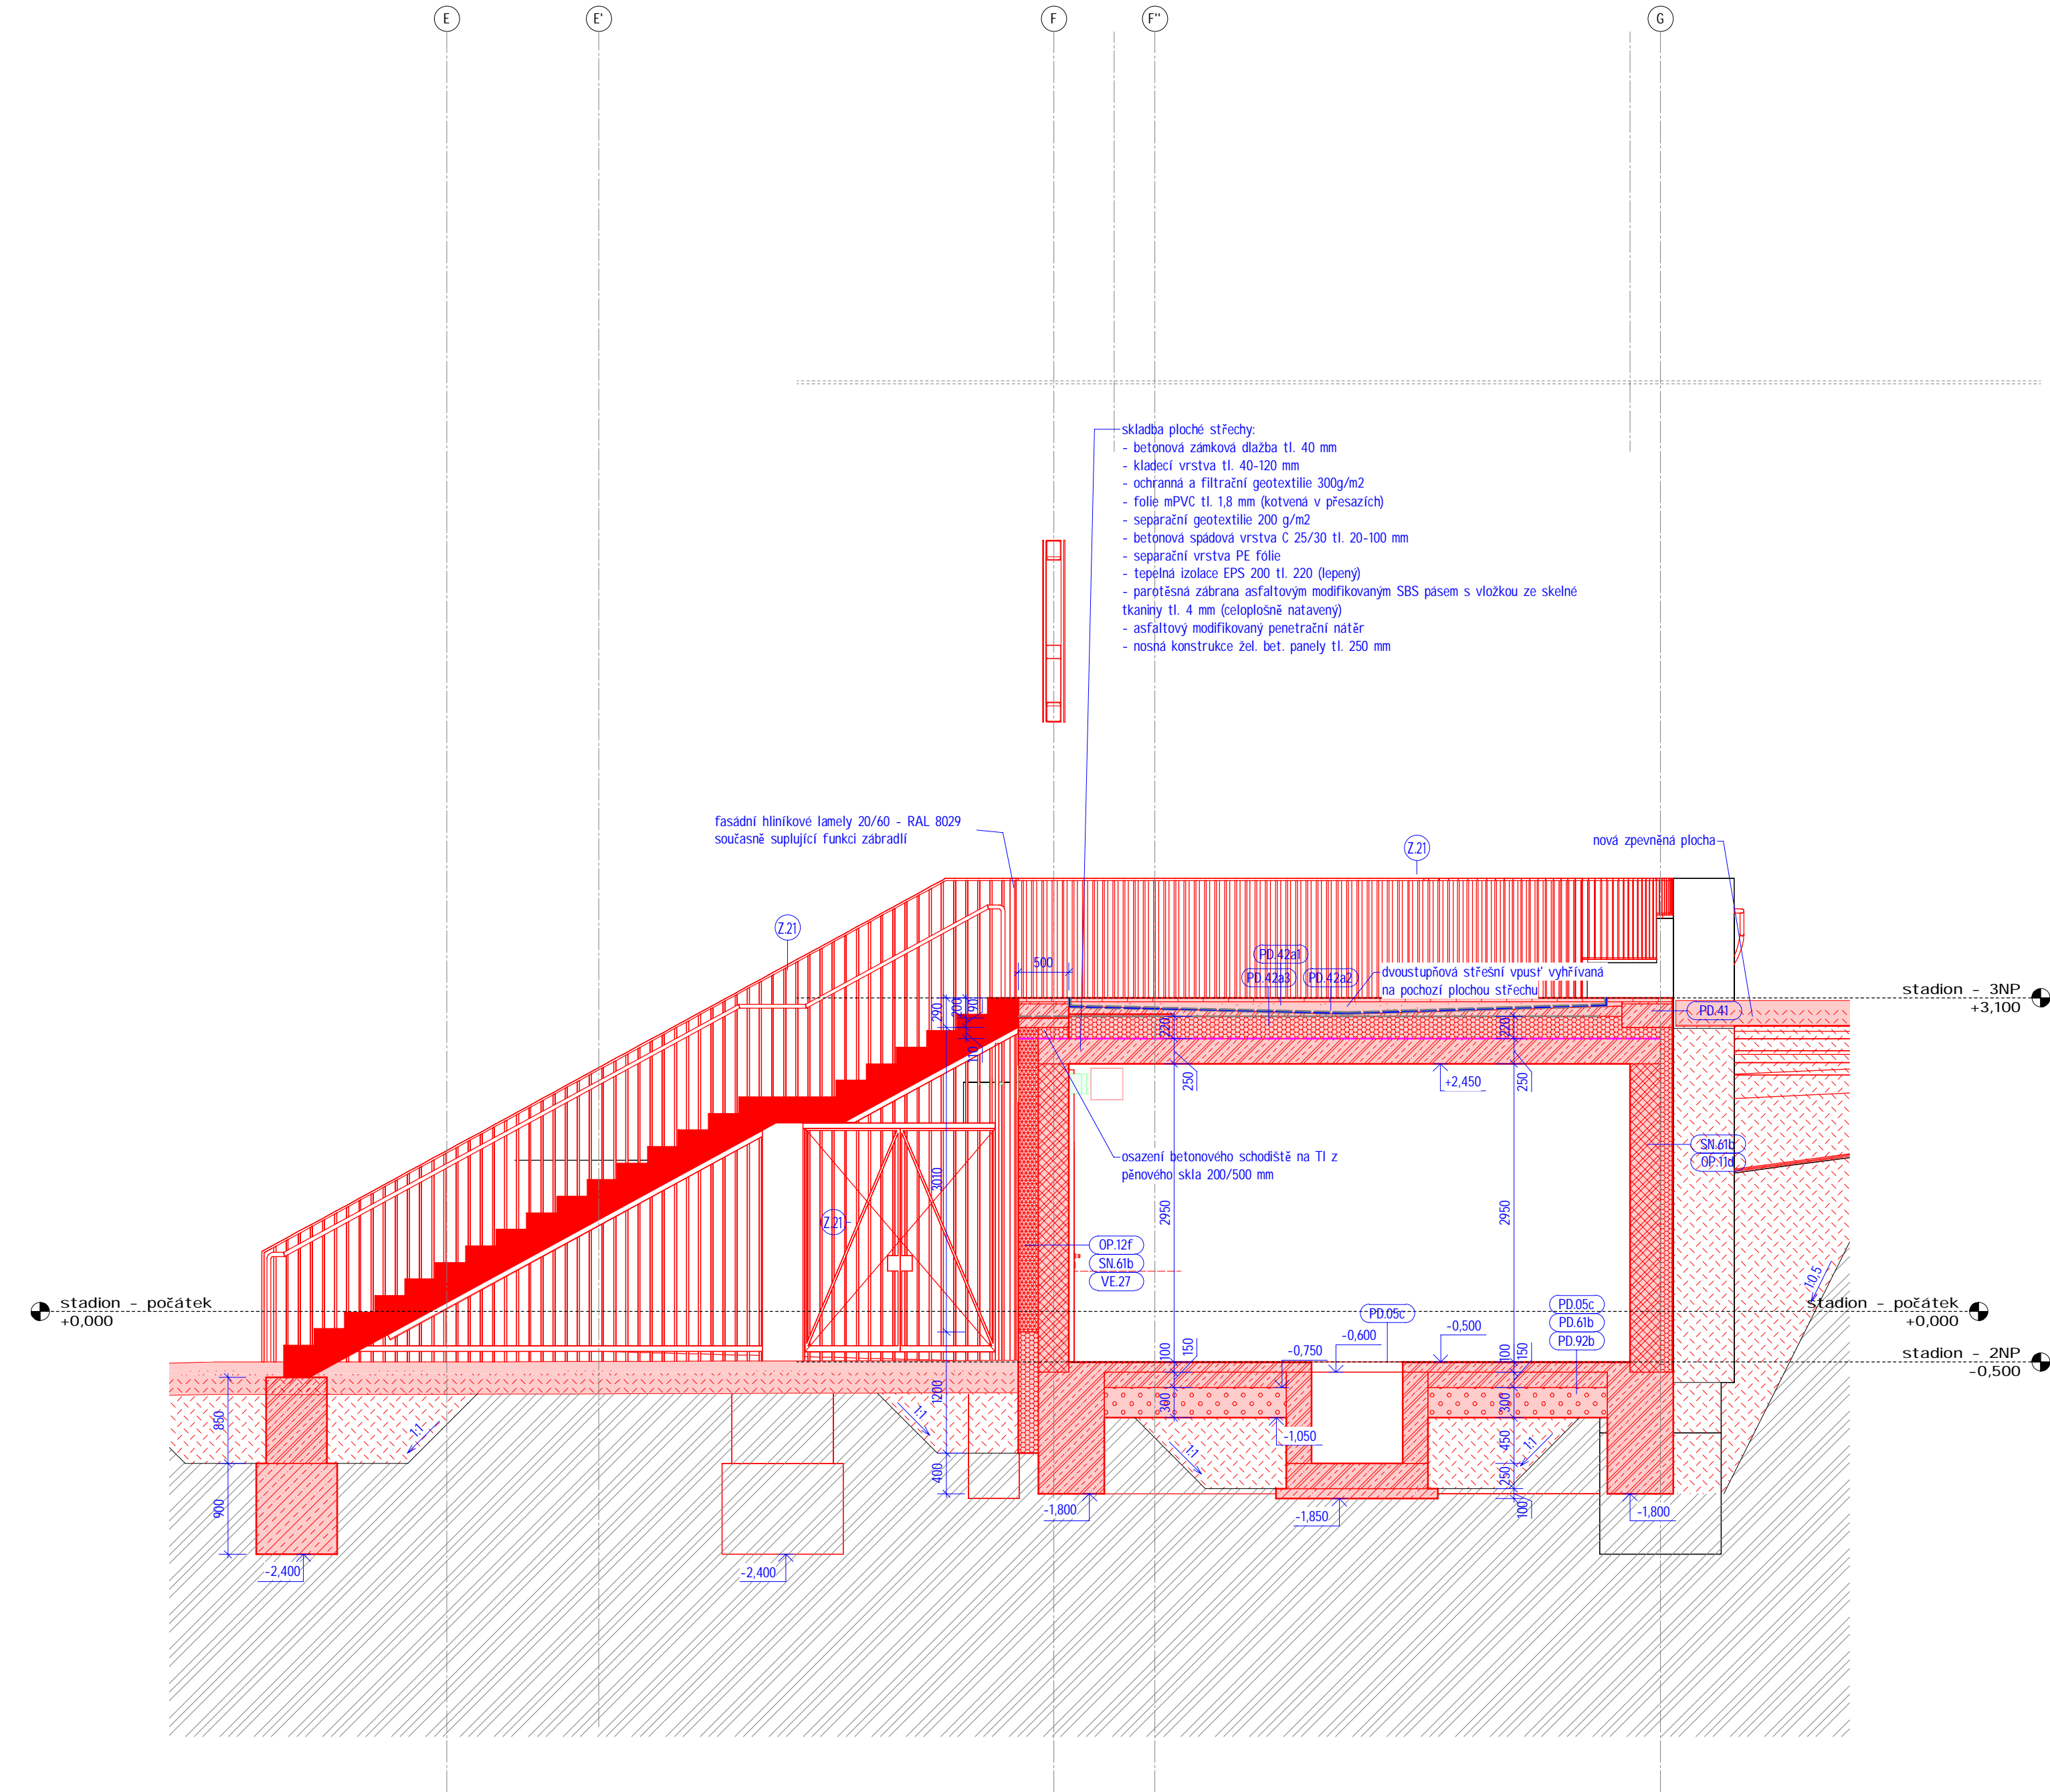 E
E'
F
F''
G
skladba ploché střechy:
- betonová zámková dlažba tl. 40 mm
- kladecí vrstva tl. 40-120 mm
- ochranná a filtrační geotextilie 300g/m2
- folie mPVC tl. 1,8 mm (kotvená v přesazích)
- separační geotextilie 200 g/m2
- betonová spádová vrstva C 25/30 tl. 20-100 mm
- separační vrstva PE fólie
- tepelná izolace EPS 200 tl. 220 (lepený)
- parotěsná zábrana asfaltovým modifikovaným SBS pásem s vložkou ze skelné
tkaniny tl. 4 mm (celoplošně natavený)
- asfaltový modifikovaný penetrační nátěr
- nosná konstrukce žel. bet. panely tl. 250 mm
fasádní hliníkové lamely 20/60 - RAL 8029
současně suplující funkci zábradlí
nová zpevněná plocha
Z.21
Z.21
PD.42a1
500
PD.42a3
PD.42a2
dvoustupňová střešní vpusť vyhřívaná
na pochozí plochou střechu
stadion - 3NP
+3,100
290
200
190
110
PD.41
220
220
250
250
+2,450
SN.61b
OP.11d
osazení betonového schodiště na TI z
pěnového skla 200/500 mm
3010
2950
2950
Z.21
OP.12f
SN.61b
VE.27
1:0,5
stadion - počátek
+0,000
stadion - počátek
+0,000
PD.05c
PD.05c
PD.61b
PD.92b
-0,600
-0,500
-0,750
100
150
100
150
stadion - 2NP
-0,500
1200
300
300
850
1:1
1:1
1:1
1:1
-1,050
450
400
250
900
-1,800
-1,850
100
-1,800
-2,400
-2,400